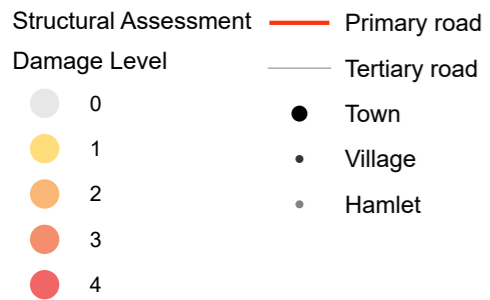 Structural Assessment
Damage Level
0
1
2
3
4
Primary road
Tertiary road
Town
Village
Hamlet